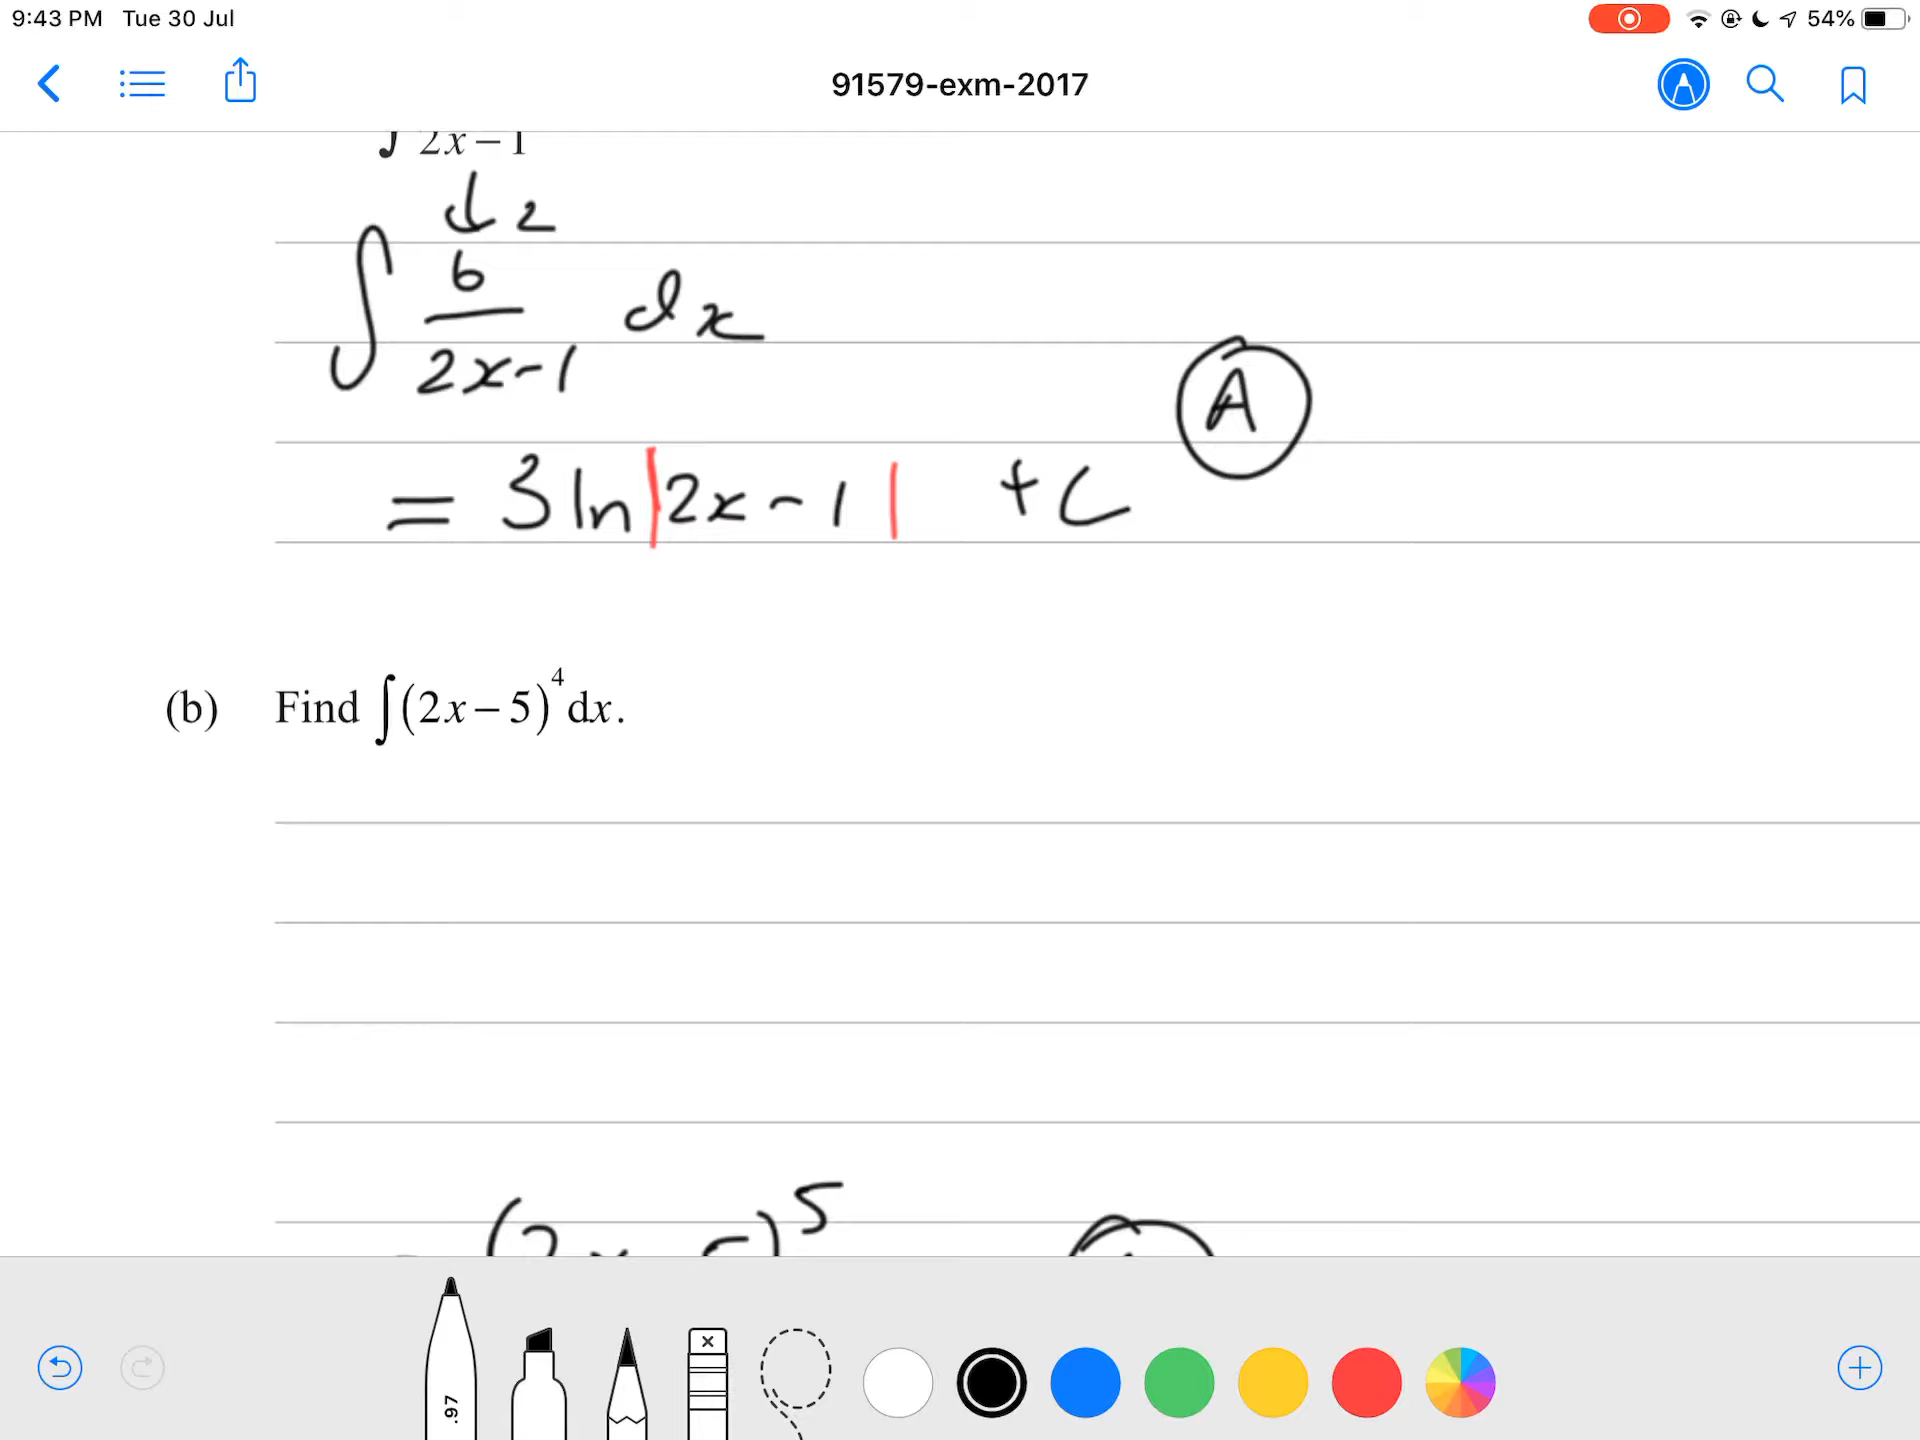 9:43 PM Tue 30 Jul
54%
91579-exm-2017
∫ 2x − 1
↓ 2
∫ 6/(2x-1) dx
A
= 3 ln|2x-1| + C
(b) Find ∫(2x − 5)⁴ dx.
(2x - 5)⁵
.97